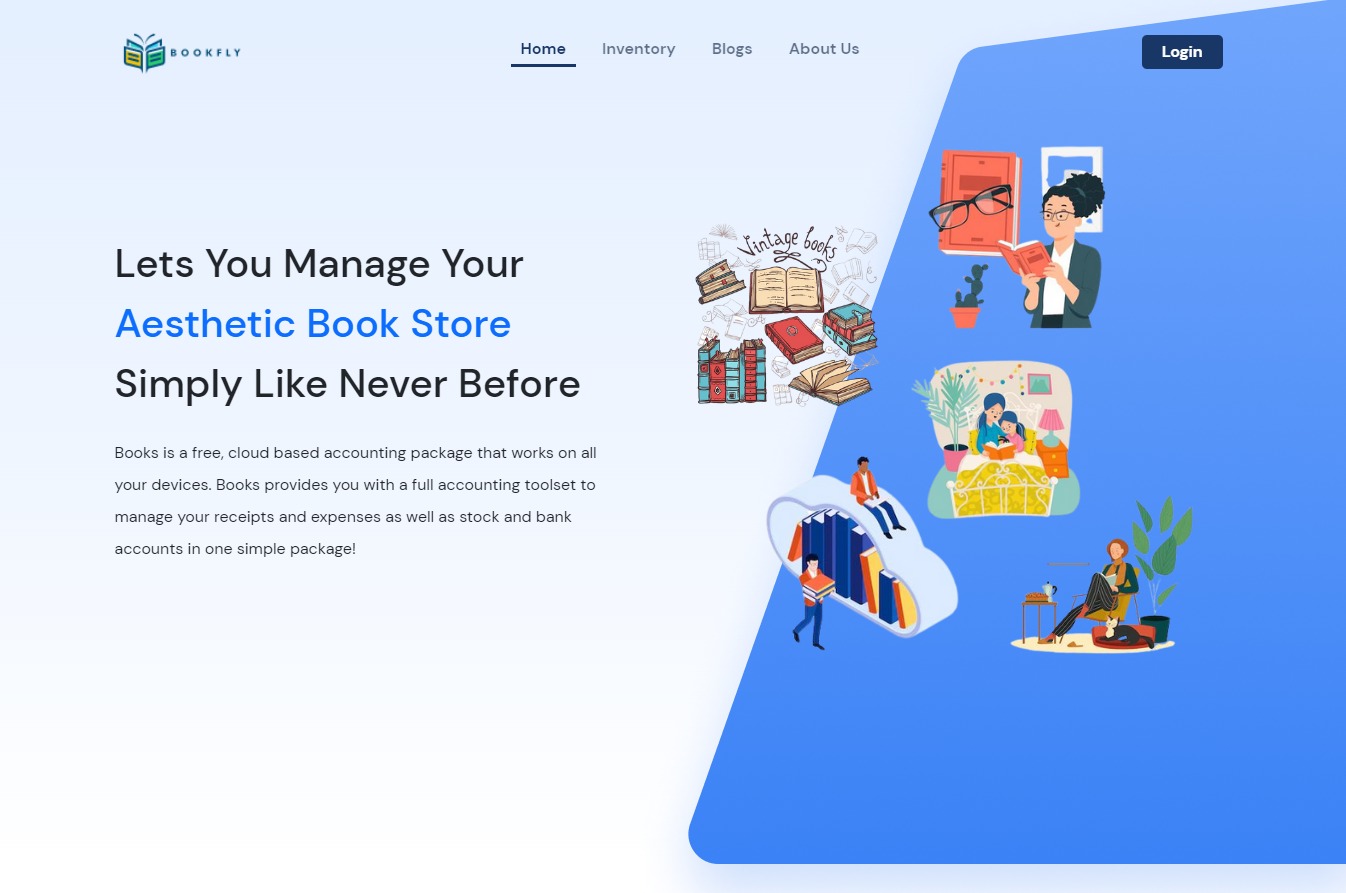 BOOKFLY
Home
Inventory
Blogs
About Us
Login
Lets You Manage Your
Aesthetic Book Store
Simply Like Never Before
Books is a free, cloud based accounting package that works on all
your devices. Books provides you with a full accounting toolset to
manage your receipts and expenses as well as stock and bank
accounts in one simple package!
Vintage books